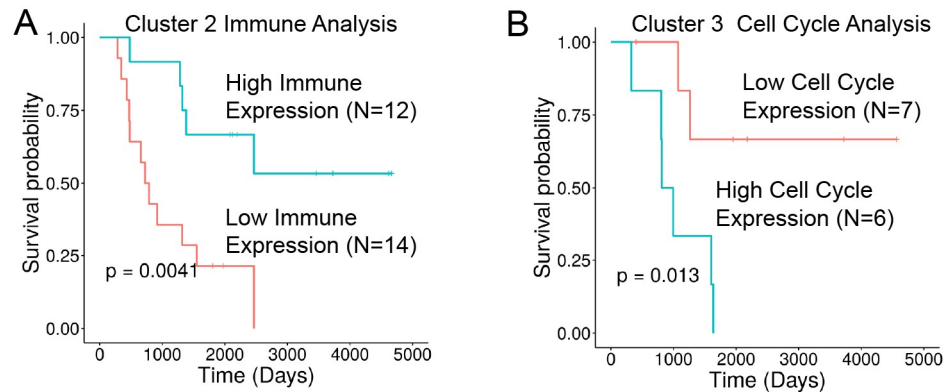 A
Cluster 2 Immune Analysis
1.00
0.75
0.50
0.25
0.00
Survival probability
High Immune
Expression (N=12)
Low Immune
Expression (N=14)
p = 0.0041
0 1000 2000 3000 4000 5000
Time (Days)
B
Cluster 3 Cell Cycle Analysis
1.00
0.75
0.50
0.25
0.00
Survival probability
Low Cell Cycle
Expression (N=7)
High Cell Cycle
Expression (N=6)
p = 0.013
0 1000 2000 3000 4000 5000
Time (Days)